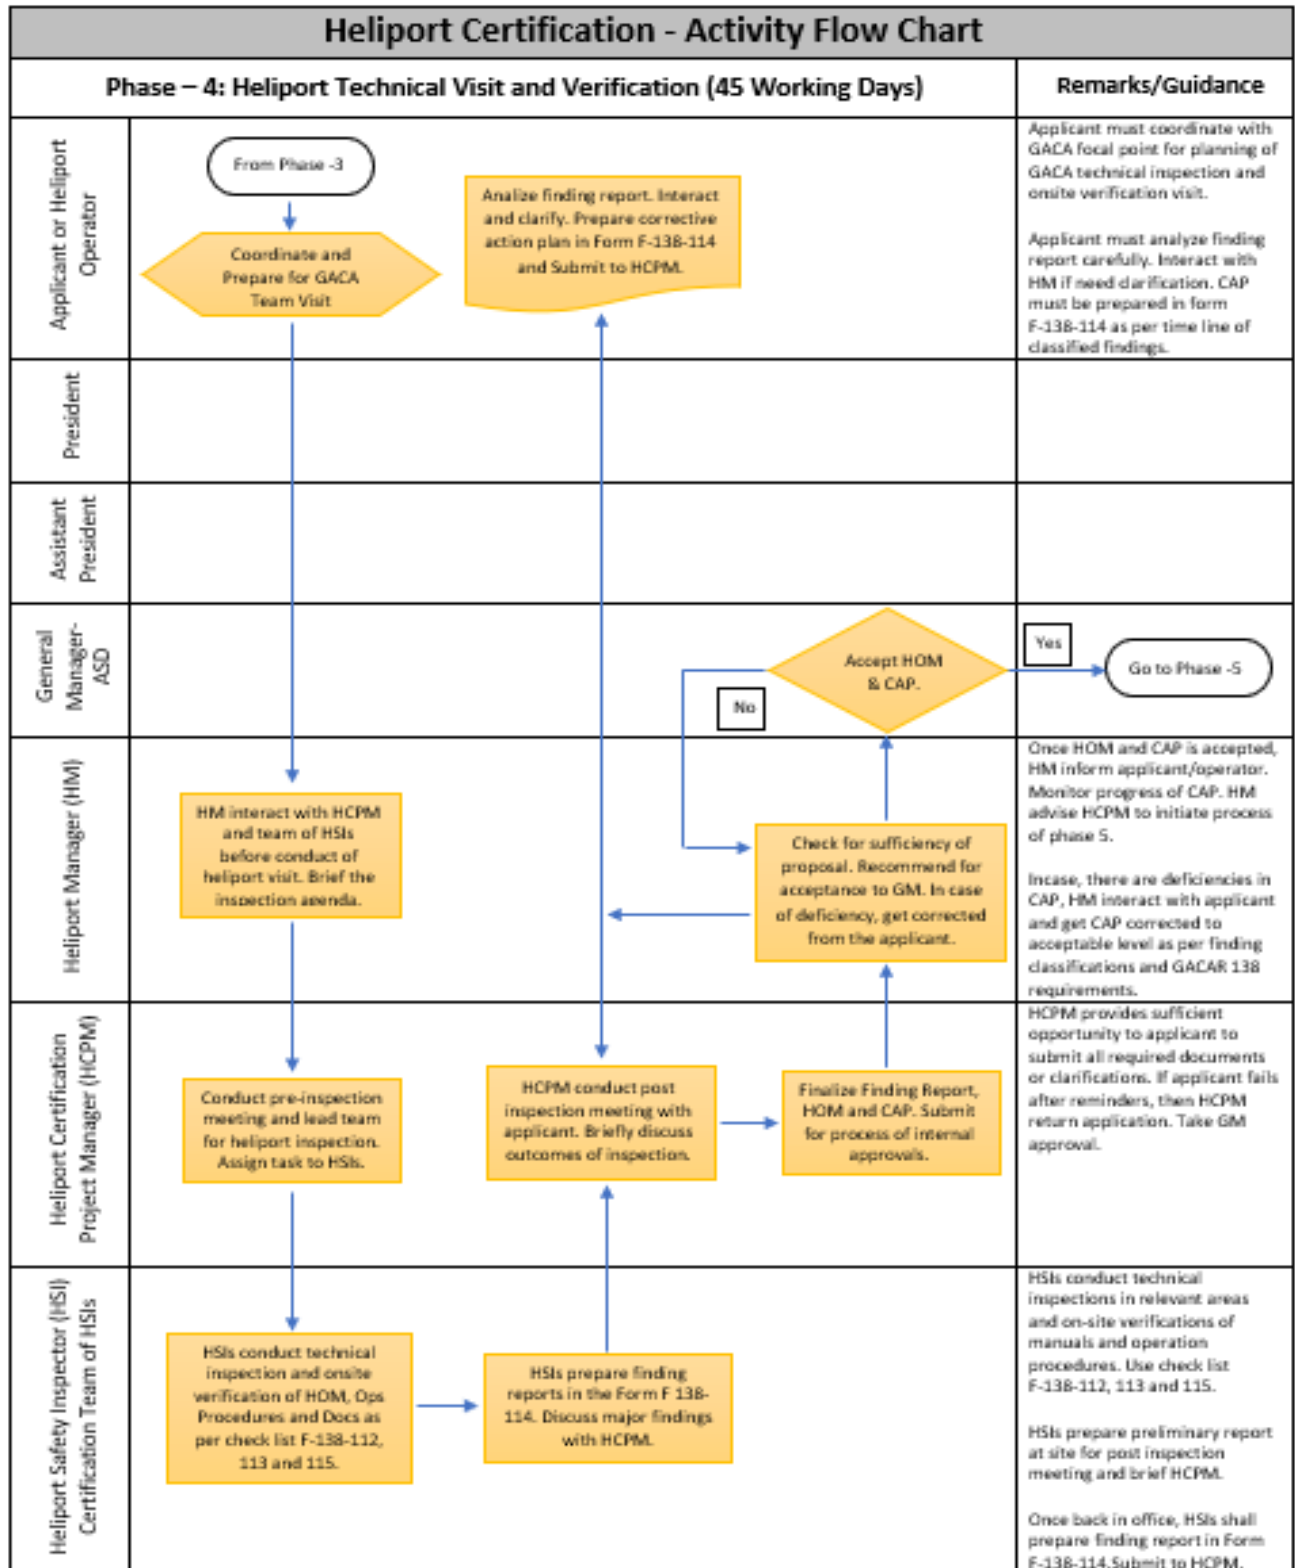 Heliport Certification - Activity Flow Chart
Phase – 4: Heliport Technical Visit and Verification (45 Working Days)
Remarks/Guidance
Applicant or Heliport
Operator
From Phase -3
Coordinate and
Prepare for GACA
Team Visit
Analize finding report. Interact
and clarify. Prepare corrective
action plan in Form F-138-114
and Submit to HCPM.
Applicant must coordinate with
GACA focal point for planning of
GACA technical inspection and
onsite verification visit.
Applicant must analyze finding
report carefully. Interact with
HM if need clarification. CAP
must be prepared in form
F-138-114 as per time line of
classified findings.
President
Assistant
President
General
Manager-
ASD
Accept HOM
& CAP.
No
Yes
Go to Phase -5
Heliport Manager (HM)
HM interact with HCPM
and team of HSIs
before conduct of
heliport visit. Brief the
inspection agenda.
Check for sufficiency of
proposal. Recommend for
acceptance to GM. In case
of deficiency, get corrected
from the applicant.
Once HOM and CAP is accepted,
HM inform applicant/operator.
Monitor progress of CAP. HM
advise HCPM to initiate process
of phase 5.
Incase, there are deficiencies in
CAP, HM interact with applicant
and get CAP corrected to
acceptable level as per finding
classifications and GACAR 138
requirements.
Heliport Certification
Project Manager (HCPM)
Conduct pre-inspection
meeting and lead team
for heliport inspection.
Assign task to HSIs.
HCPM conduct post
inspection meeting with
applicant. Briefly discuss
outcomes of inspection.
Finalize Finding Report,
HOM and CAP. Submit
for process of internal
approvals.
HCPM provides sufficient
opportunity to applicant to
submit all required documents
or clarifications. If applicant fails
after reminders, then HCPM
return application. Take GM
approval.
Heliport Safety Inspector (HSI)
Certification Team of HSIs
HSIs conduct technical
inspection and onsite
verification of HOM, Ops
Procedures and Docs as
per check list F-138-112,
113 and 115.
HSIs prepare finding
reports in the Form F 138-
114. Discuss major findings
with HCPM.
HSIs conduct technical
inspections in relevant areas
and on-site verifications of
manuals and operation
procedures. Use check list
F-138-112, 113 and 115.
HSIs prepare preliminary report
at site for post inspection
meeting and brief HCPM.
Once back in office, HSIs shall
prepare finding report in Form
F-138-114.Submit to HCPM.